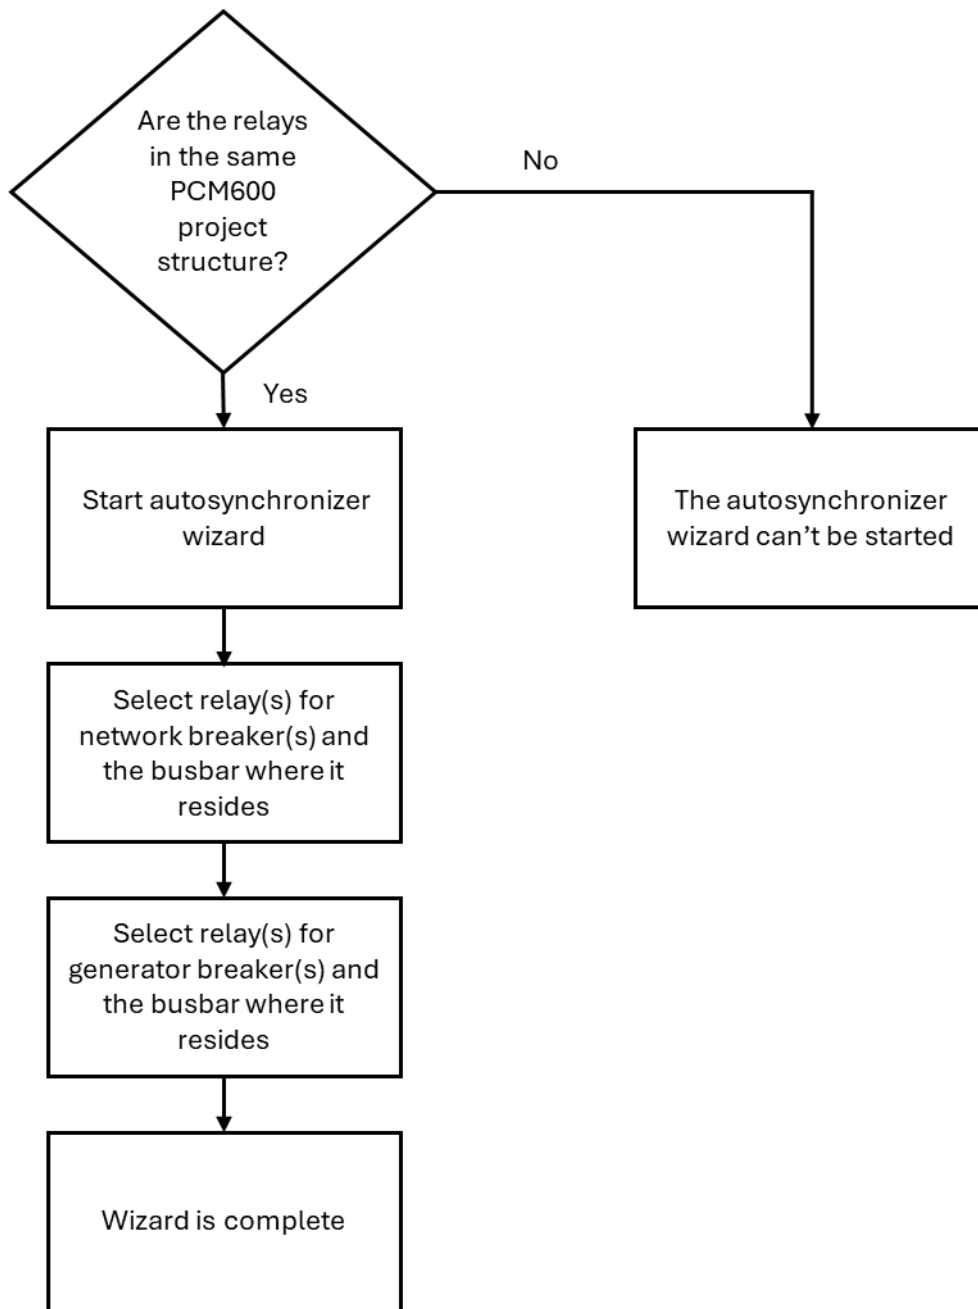 Are the relays
in the same
PCM600
project
structure?
No
Yes
Start autosynchronizer
wizard
The autosynchronizer
wizard can’t be started
Select relay(s) for
network breaker(s) and
the busbar where it
resides
Select relay(s) for
generator breaker(s) and
the busbar where it
resides
Wizard is complete